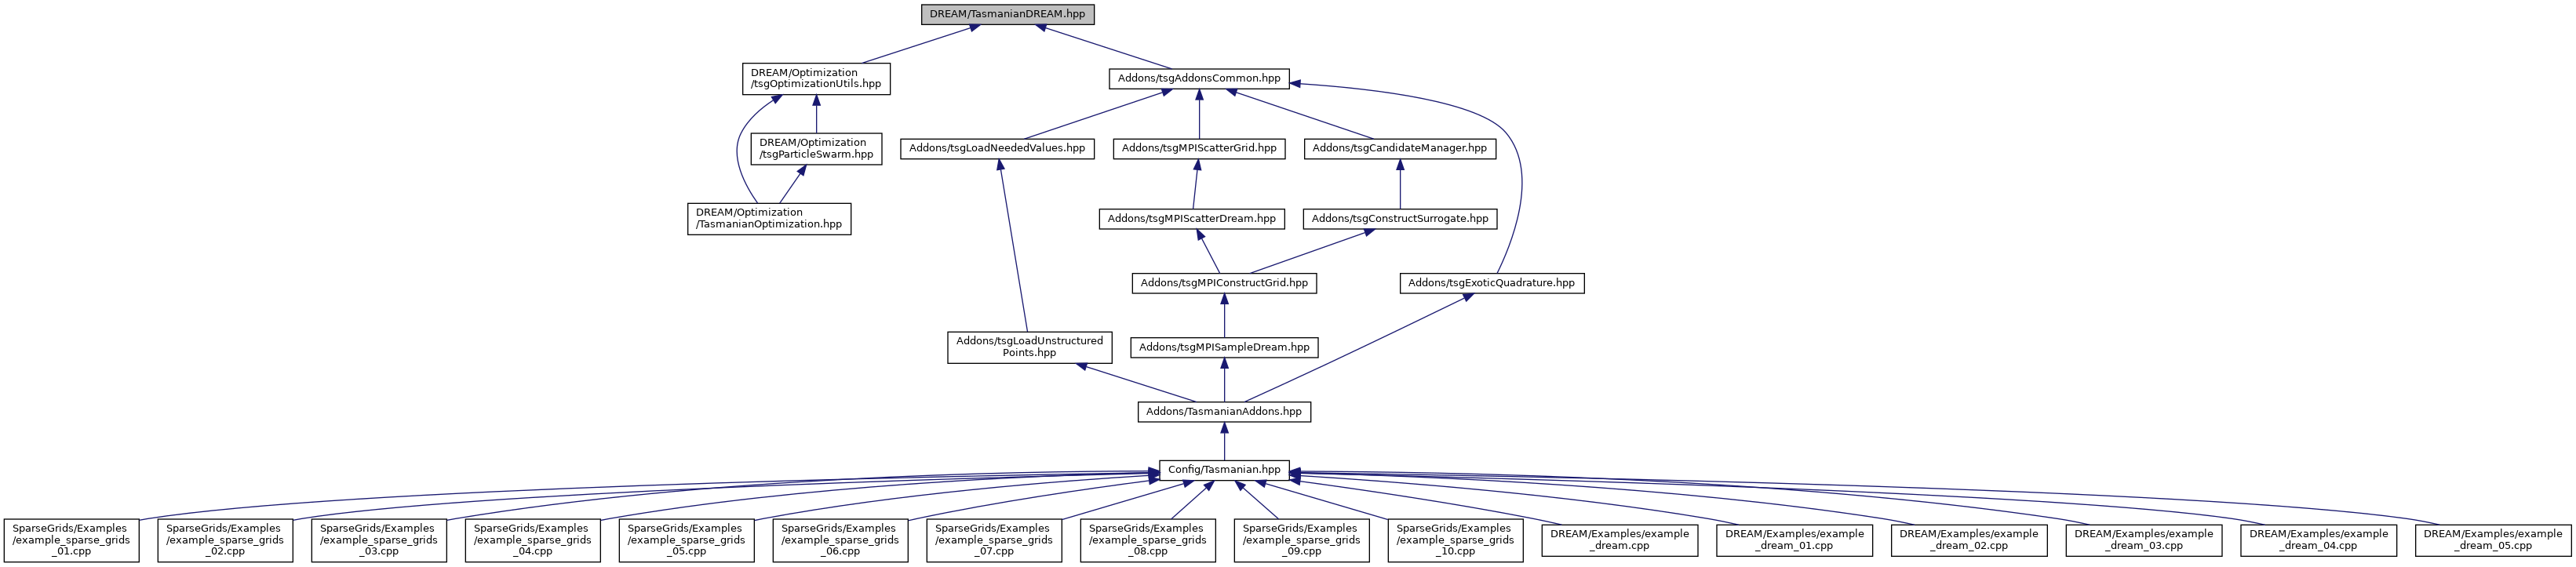 DREAM/TasmanianDREAM.hpp
DREAM/Optimization
/tsgOptimizationUtils.hpp
Addons/tsgAddonsCommon.hpp
DREAM/Optimization
/tsgParticleSwarm.hpp
Addons/tsgLoadNeededValues.hpp
Addons/tsgMPIScatterGrid.hpp
Addons/tsgCandidateManager.hpp
DREAM/Optimization
/TasmanianOptimization.hpp
Addons/tsgMPIScatterDream.hpp
Addons/tsgConstructSurrogate.hpp
Addons/tsgMPIConstructGrid.hpp
Addons/tsgExoticQuadrature.hpp
Addons/tsgLoadUnstructured
Points.hpp
Addons/tsgMPISampleDream.hpp
Addons/TasmanianAddons.hpp
Config/Tasmanian.hpp
SparseGrids/Examples
/example_sparse_grids
_01.cpp
SparseGrids/Examples
/example_sparse_grids
_02.cpp
SparseGrids/Examples
/example_sparse_grids
_03.cpp
SparseGrids/Examples
/example_sparse_grids
_04.cpp
SparseGrids/Examples
/example_sparse_grids
_05.cpp
SparseGrids/Examples
/example_sparse_grids
_06.cpp
SparseGrids/Examples
/example_sparse_grids
_07.cpp
SparseGrids/Examples
/example_sparse_grids
_08.cpp
SparseGrids/Examples
/example_sparse_grids
_09.cpp
SparseGrids/Examples
/example_sparse_grids
_10.cpp
DREAM/Examples/example
_dream.cpp
DREAM/Examples/example
_dream_01.cpp
DREAM/Examples/example
_dream_02.cpp
DREAM/Examples/example
_dream_03.cpp
DREAM/Examples/example
_dream_04.cpp
DREAM/Examples/example
_dream_05.cpp